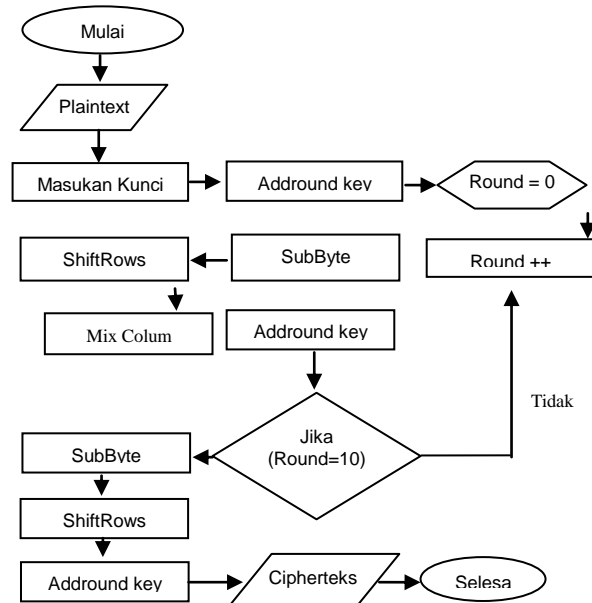 Mulai
Plaintext
Masukan Kunci
Addround key
Round = 0
ShiftRows
SubByte
Round ++
Mix Colum
Addround key
Tidak
Jika
(Round=10)
SubByte
ShiftRows
Addround key
Cipherteks
Selesa